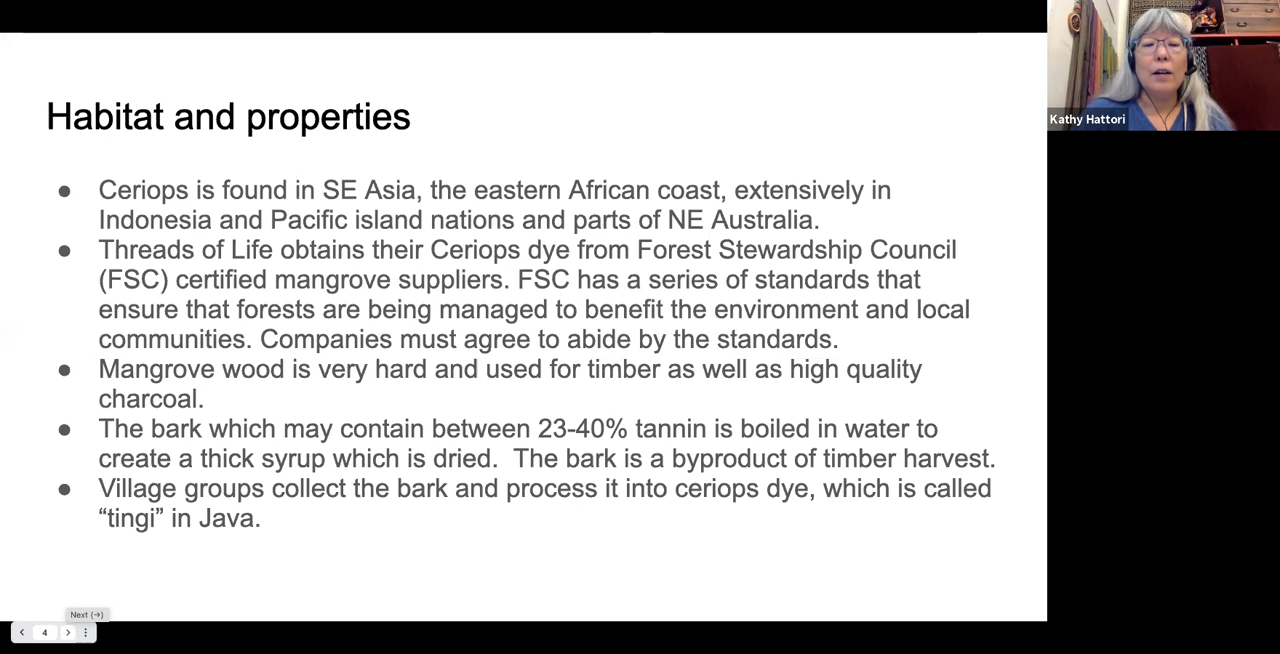 Habitat and properties
● Ceriops is found in SE Asia, the eastern African coast, extensively in
Indonesia and Pacific island nations and parts of NE Australia.
● Threads of Life obtains their Ceriops dye from Forest Stewardship Council
(FSC) certified mangrove suppliers. FSC has a series of standards that
ensure that forests are being managed to benefit the environment and local
communities. Companies must agree to abide by the standards.
● Mangrove wood is very hard and used for timber as well as high quality
charcoal.
● The bark which may contain between 23-40% tannin is boiled in water to
create a thick syrup which is dried.  The bark is a byproduct of timber harvest.
● Village groups collect the bark and process it into ceriops dye, which is called
“tingi” in Java.
Kathy Hattori
Next (→)
4